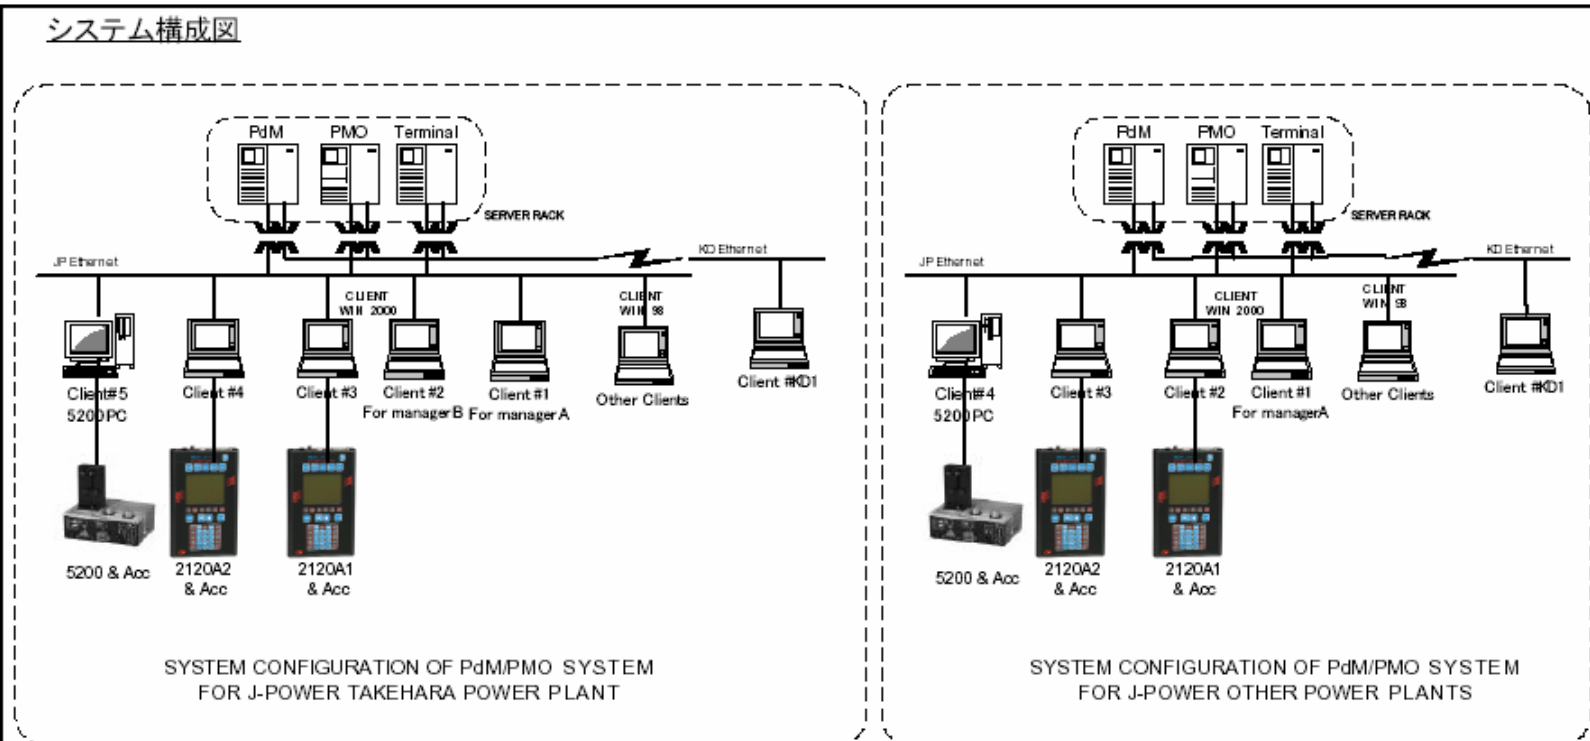 システム構成図
PdM
PMO
Terminal
SERVER RACK
JP Ethernet
KD Ethernet
CLIENT
WIN 2000
CLIENT
WIN 98
Client#5
5200PC
Client #4
Client #3
Client #2
For manager B
Client #1
For manager A
Other Clients
Client #KD1
5200 & Acc
2120A2
& Acc
2120A1
& Acc
SYSTEM CONFIGURATION OF PdM/PMO SYSTEM
FOR J-POWER TAKEHARA POWER PLANT
PdM
PMO
Terminal
SERVER RACK
JP Ethernet
KD Ethernet
CLIENT
WIN 2000
CLIENT
WIN 98
Client#4
5200PC
Client #3
Client #2
Client #1
For managerA
Other Clients
Client #KD1
5200 & Acc
2120A2
& Acc
2120A1
& Acc
SYSTEM CONFIGURATION OF PdM/PMO SYSTEM
FOR J-POWER OTHER POWER PLANTS